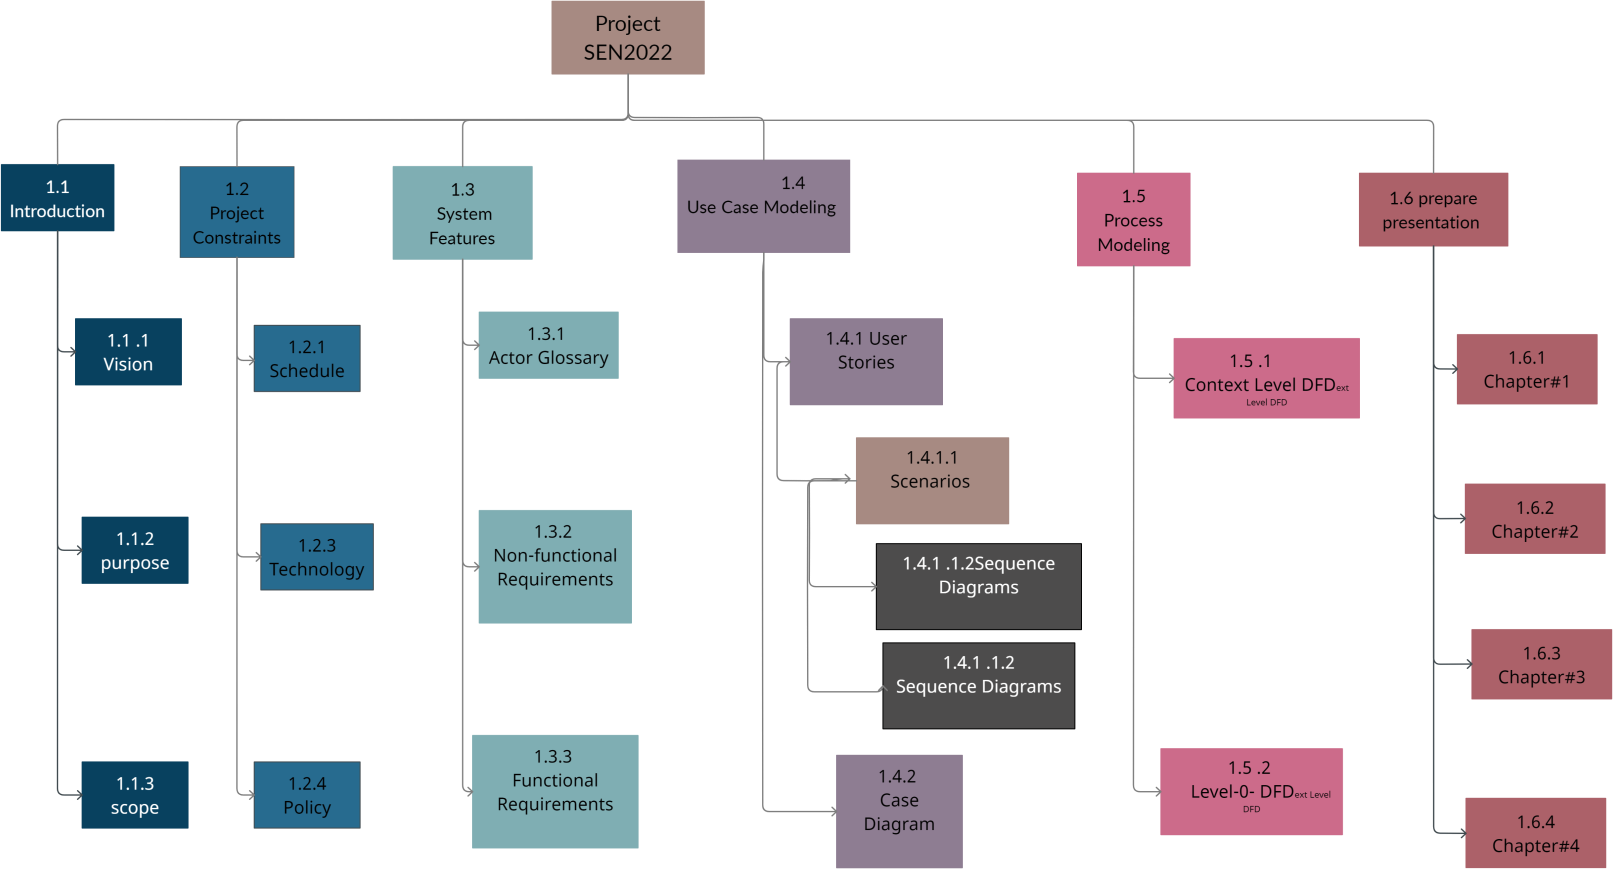 Project
SEN2022
1.1
Introduction
1.2
Project
Constraints
1.3
System
Features
1.4
Use Case Modeling
1.5
Process
Modeling
1.6 prepare
presentation
1.1 .1
Vision
1.2.1
Schedule
1.3.1
Actor Glossary
1.4.1 User
Stories
1.5 .1
Context Level DFDext
Level DFD
1.6.1
Chapter#1
1.4.1.1
Scenarios
1.1.2
purpose
1.2.3
Technology
1.3.2
Non-functional
Requirements
1.4.1 .1.2Sequence
Diagrams
1.6.2
Chapter#2
1.4.1 .1.2
Sequence Diagrams
1.6.3
Chapter#3
1.1.3
scope
1.2.4
Policy
1.3.3
Functional
Requirements
1.4.2
Case
Diagram
1.5 .2
Level-0- DFDext Level
DFD
1.6.4
Chapter#4